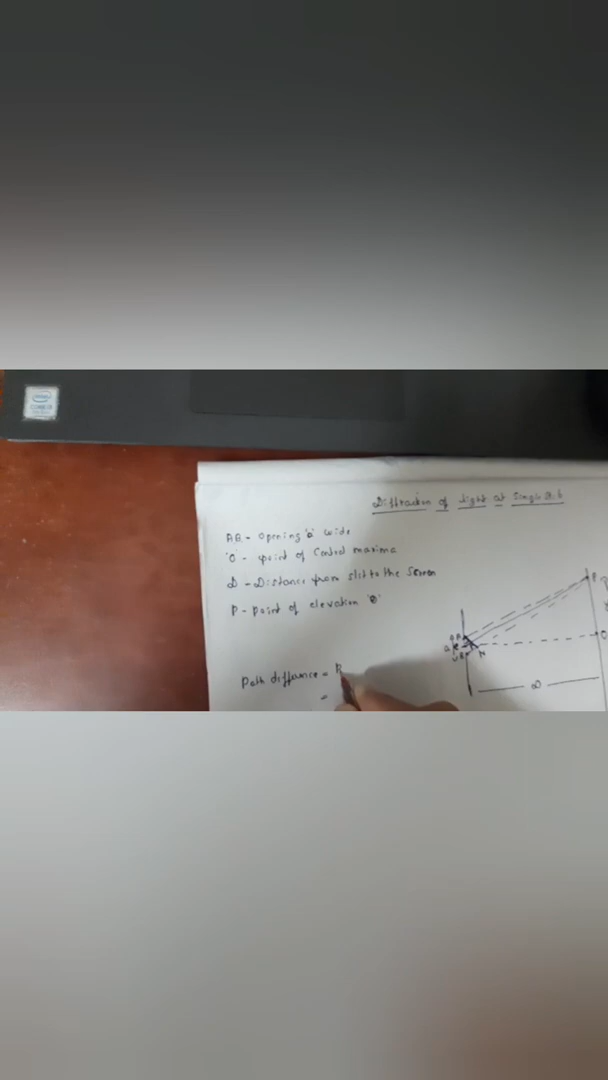 Diffraction of light at Single Slit
AB - Opening 'a' wide
'O' - point of Central maxima
D - Distance from slit to the Screen
P - point of elevation 'θ'
P
A
O
a
B
N
D
Path diffrance =
=